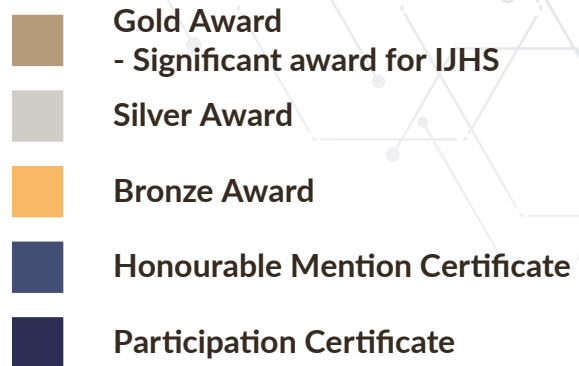 Gold Award
- Significant award for IJHS
Silver Award
Bronze Award
Honourable Mention Certificate
Participation Certificate